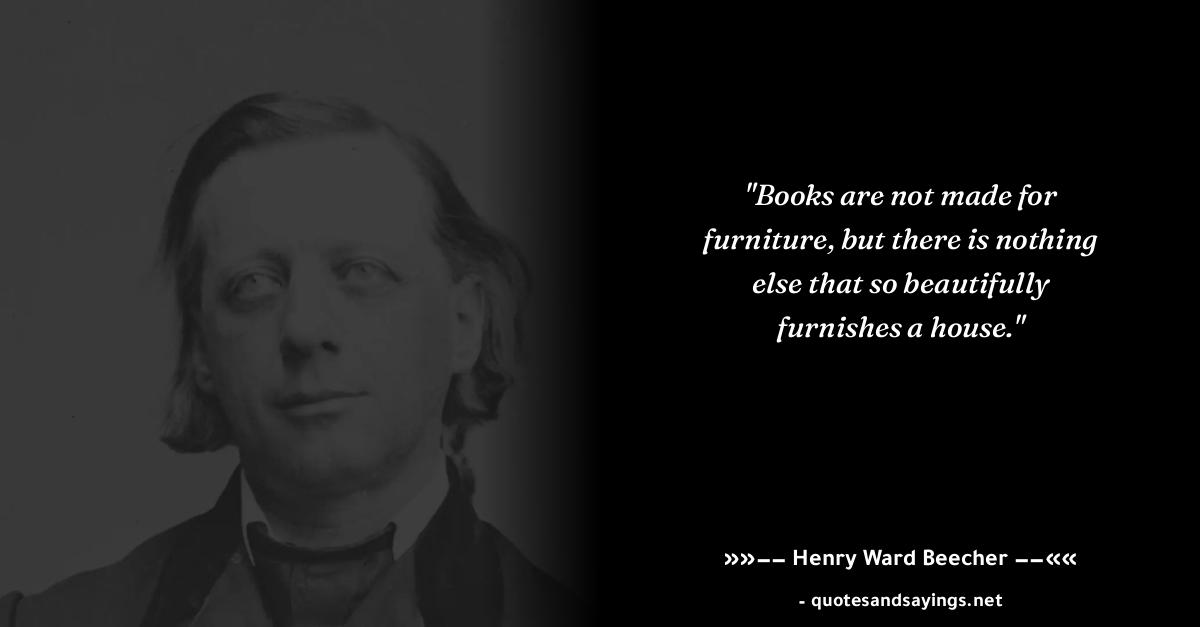 "Books are not made for
furniture, but there is nothing
else that so beautifully
furnishes a house."
»»−− Henry Ward Beecher −−««
- quotesandsayings.net